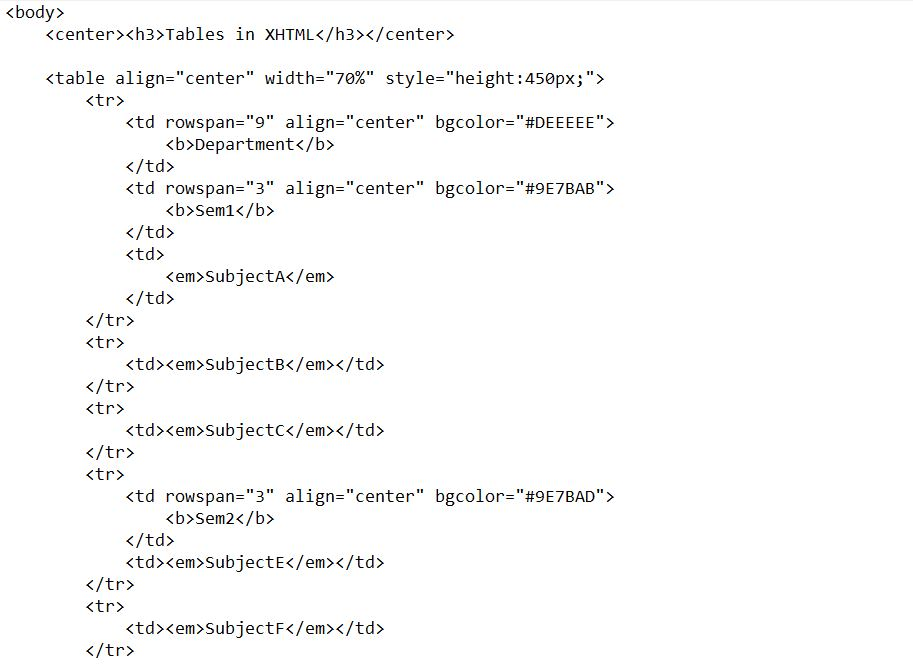 <body>
    <center><h3>Tables in XHTML</h3></center>
    <table align="center" width="70%" style="height:450px;">
        <tr>
            <td rowspan="9" align="center" bgcolor="#DEEEEE">
                <b>Department</b>
            </td>
            <td rowspan="3" align="center" bgcolor="#9E7BAB">
                <b>Sem1</b>
            </td>
            <td>
                <em>SubjectA</em>
            </td>
        </tr>
        <tr>
            <td><em>SubjectB</em></td>
        </tr>
        <tr>
            <td><em>SubjectC</em></td>
        </tr>
        <tr>
            <td rowspan="3" align="center" bgcolor="#9E7BAD">
                <b>Sem2</b>
            </td>
            <td><em>SubjectE</em></td>
        </tr>
        <tr>
            <td><em>SubjectF</em></td>
        </tr>